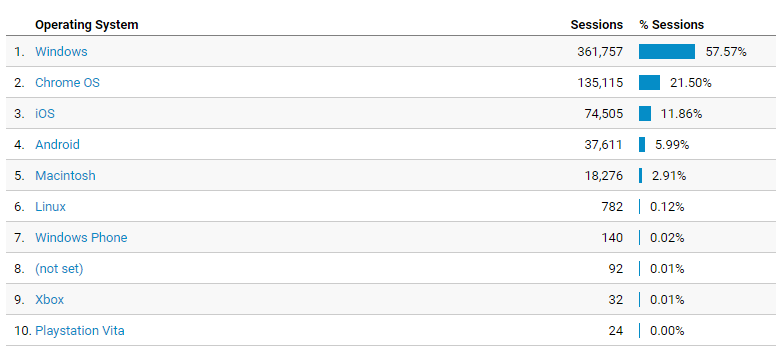 Operating System Sessions % Sessions
1. Windows 361,757 57.57%
2. Chrome OS 135,115 21.50%
3. iOS 74,505 11.86%
4. Android 37,611 5.99%
5. Macintosh 18,276 2.91%
6. Linux 782 0.12%
7. Windows Phone 140 0.02%
8. (not set) 92 0.01%
9. Xbox 32 0.01%
10. Playstation Vita 24 0.00%